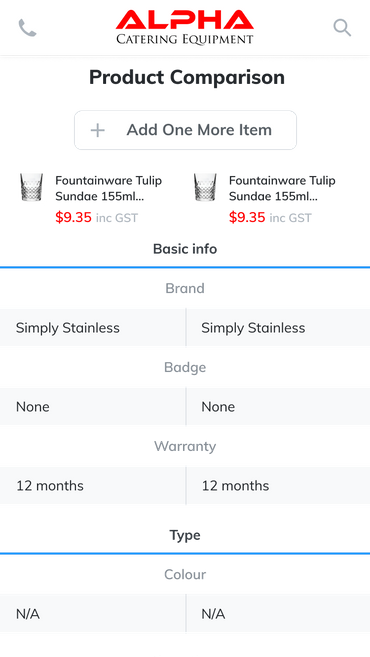 ALPHA
CATERING EQUIPMENT
Product Comparison
+ Add One More Item
Fountainware Tulip
Sundae 155ml...
$9.35 inc GST
Fountainware Tulip
Sundae 155ml...
$9.35 inc GST
Basic info
Brand
Simply Stainless
Simply Stainless
Badge
None
None
Warranty
12 months
12 months
Type
Colour
N/A
N/A